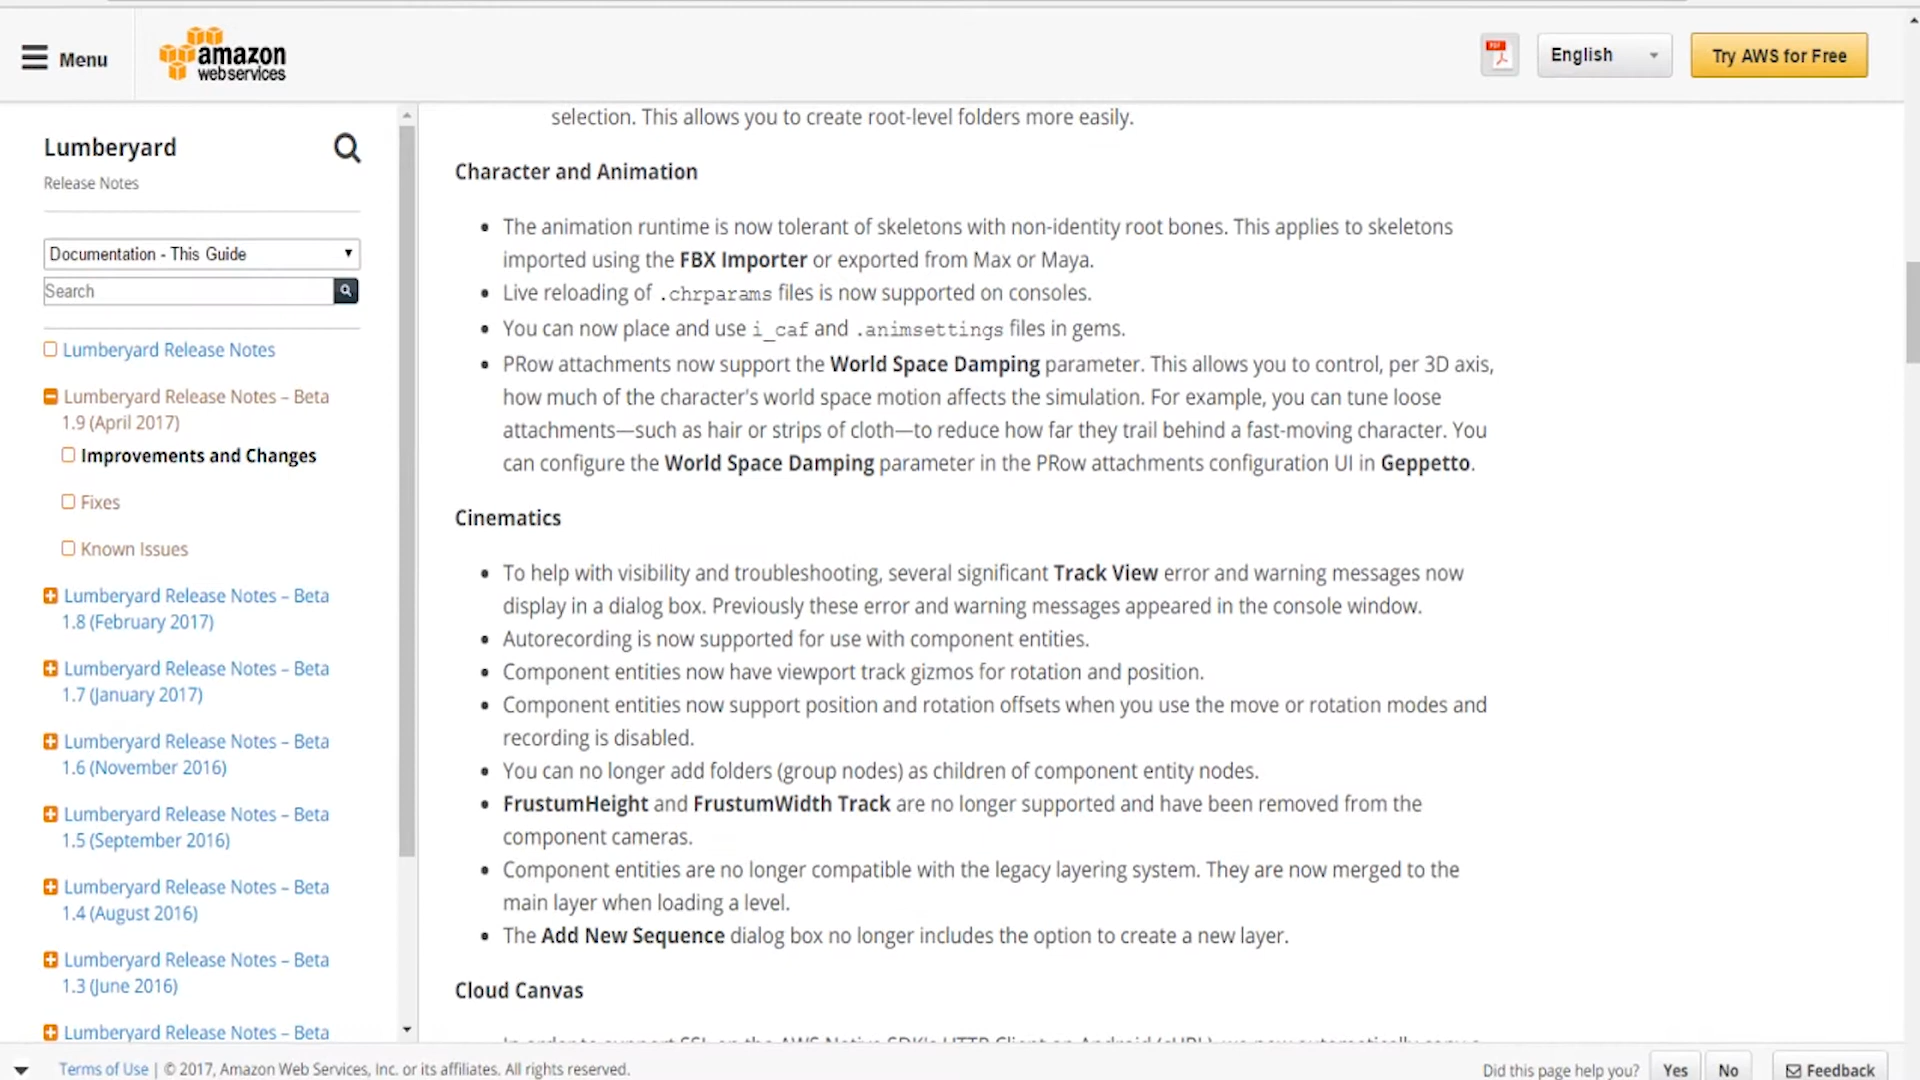 Menu
amazon
webservices
English
Try AWS for Free
Lumberyard
Release Notes
Documentation - This Guide
Search
Lumberyard Release Notes
Lumberyard Release Notes – Beta
1.9 (April 2017)
Improvements and Changes
Fixes
Known Issues
Lumberyard Release Notes – Beta
1.8 (February 2017)
Lumberyard Release Notes – Beta
1.7 (January 2017)
Lumberyard Release Notes – Beta
1.6 (November 2016)
Lumberyard Release Notes – Beta
1.5 (September 2016)
Lumberyard Release Notes – Beta
1.4 (August 2016)
Lumberyard Release Notes – Beta
1.3 (June 2016)
Lumberyard Release Notes – Beta
selection. This allows you to create root-level folders more easily.
Character and Animation
The animation runtime is now tolerant of skeletons with non-identity root bones. This applies to skeletons
imported using the FBX Importer or exported from Max or Maya.
Live reloading of .chrparams files is now supported on consoles.
You can now place and use i_caf and .animsettings files in gems.
PRow attachments now support the World Space Damping parameter. This allows you to control, per 3D axis,
how much of the character's world space motion affects the simulation. For example, you can tune loose
attachments—such as hair or strips of cloth—to reduce how far they trail behind a fast-moving character. You
can configure the World Space Damping parameter in the PRow attachments configuration UI in Geppetto.
Cinematics
To help with visibility and troubleshooting, several significant Track View error and warning messages now
display in a dialog box. Previously these error and warning messages appeared in the console window.
Autorecording is now supported for use with component entities.
Component entities now have viewport track gizmos for rotation and position.
Component entities now support position and rotation offsets when you use the move or rotation modes and
recording is disabled.
You can no longer add folders (group nodes) as children of component entity nodes.
FrustumHeight and FrustumWidth Track are no longer supported and have been removed from the
component cameras.
Component entities are no longer compatible with the legacy layering system. They are now merged to the
main layer when loading a level.
The Add New Sequence dialog box no longer includes the option to create a new layer.
Cloud Canvas
Terms of Use | © 2017, Amazon Web Services, Inc. or its affiliates. All rights reserved.
Did this page help you?
Yes
No
Feedback